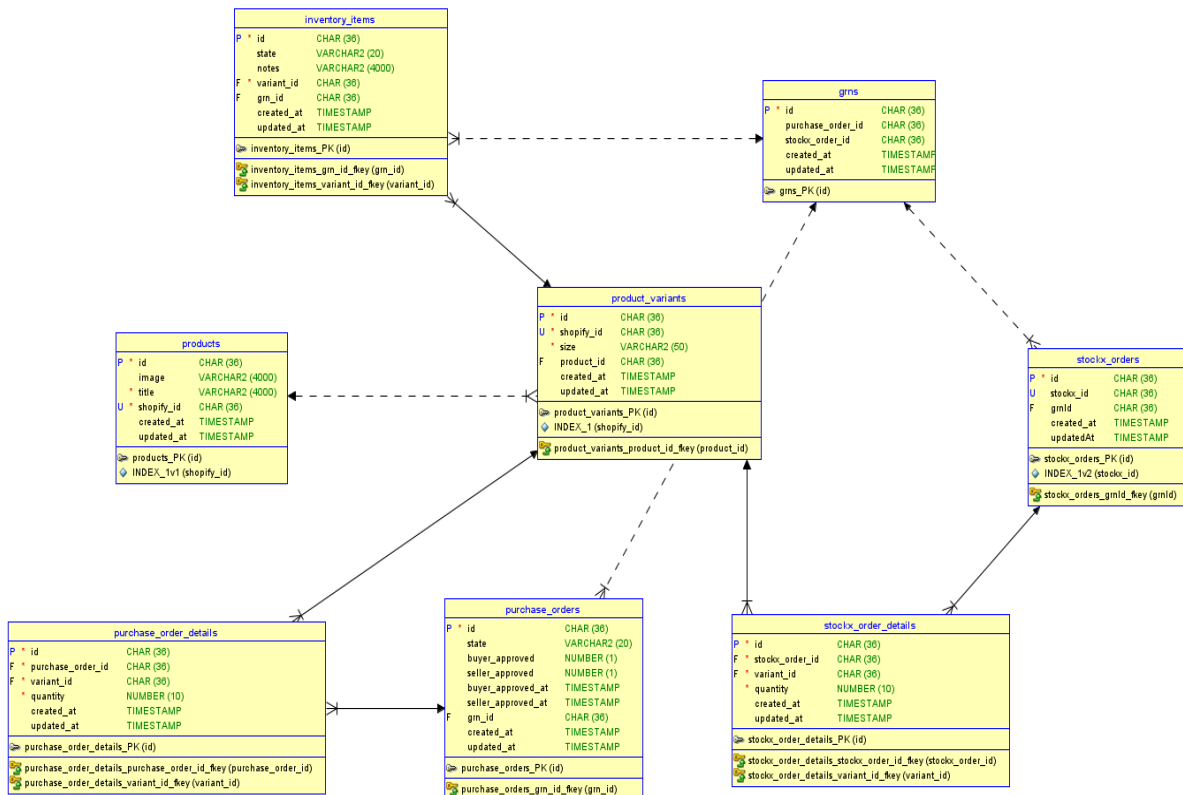 inventory_items
P * id CHAR (36)
state VARCHAR2 (20)
notes VARCHAR2 (4000)
F * variant_id CHAR (36)
F grn_id CHAR (36)
created_at TIMESTAMP
updated_at TIMESTAMP
inventory_items_PK (id)
inventory_items_grn_id_fkey (grn_id)
inventory_items_variant_id_fkey (variant_id)
grns
P * id CHAR (36)
purchase_order_id CHAR (36)
stockx_order_id CHAR (36)
created_at TIMESTAMP
updated_at TIMESTAMP
grns_PK (id)
product_variants
P * id CHAR (36)
U * shopify_id CHAR (36)
* size VARCHAR2 (50)
F product_id CHAR (36)
created_at TIMESTAMP
updated_at TIMESTAMP
product_variants_PK (id)
INDEX_1 (shopify_id)
product_variants_product_id_fkey (product_id)
products
P * id CHAR (36)
image VARCHAR2 (4000)
* title VARCHAR2 (4000)
U * shopify_id CHAR (36)
created_at TIMESTAMP
updated_at TIMESTAMP
products_PK (id)
INDEX_1v1 (shopify_id)
stockx_orders
P * id CHAR (36)
U stockx_id CHAR (36)
F grnId CHAR (36)
created_at TIMESTAMP
updatedAt TIMESTAMP
stockx_orders_PK (id)
INDEX_1v2 (stockx_id)
stockx_orders_grnId_fkey (grnId)
purchase_order_details
P * id CHAR (36)
F * purchase_order_id CHAR (36)
F * variant_id CHAR (36)
* quantity NUMBER (10)
created_at TIMESTAMP
updated_at TIMESTAMP
purchase_order_details_PK (id)
purchase_order_details_purchase_order_id_fkey (purchase_order_id)
purchase_order_details_variant_id_fkey (variant_id)
purchase_orders
P * id CHAR (36)
state VARCHAR2 (20)
buyer_approved NUMBER (1)
seller_approved NUMBER (1)
buyer_approved_at TIMESTAMP
seller_approved_at TIMESTAMP
F grn_id CHAR (36)
created_at TIMESTAMP
updated_at TIMESTAMP
purchase_orders_PK (id)
purchase_orders_grn_id_fkey (grn_id)
stockx_order_details
P * id CHAR (36)
F * stockx_order_id CHAR (36)
F * variant_id CHAR (36)
* quantity NUMBER (10)
created_at TIMESTAMP
updated_at TIMESTAMP
stockx_order_details_PK (id)
stockx_order_details_stockx_order_id_fkey (stockx_order_id)
stockx_order_details_variant_id_fkey (variant_id)